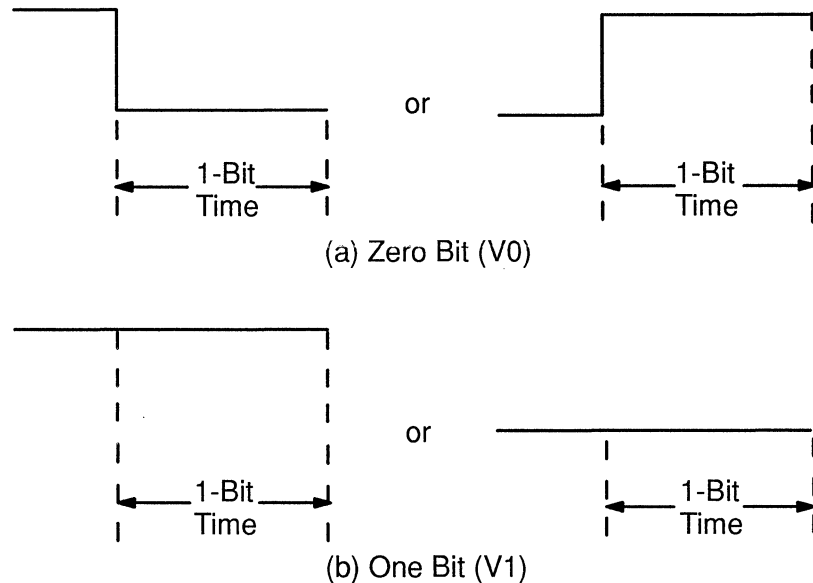 or
1-Bit
Time
1-Bit
Time
(a) Zero Bit (V0)
or
1-Bit
Time
1-Bit
Time
(b) One Bit (V1)